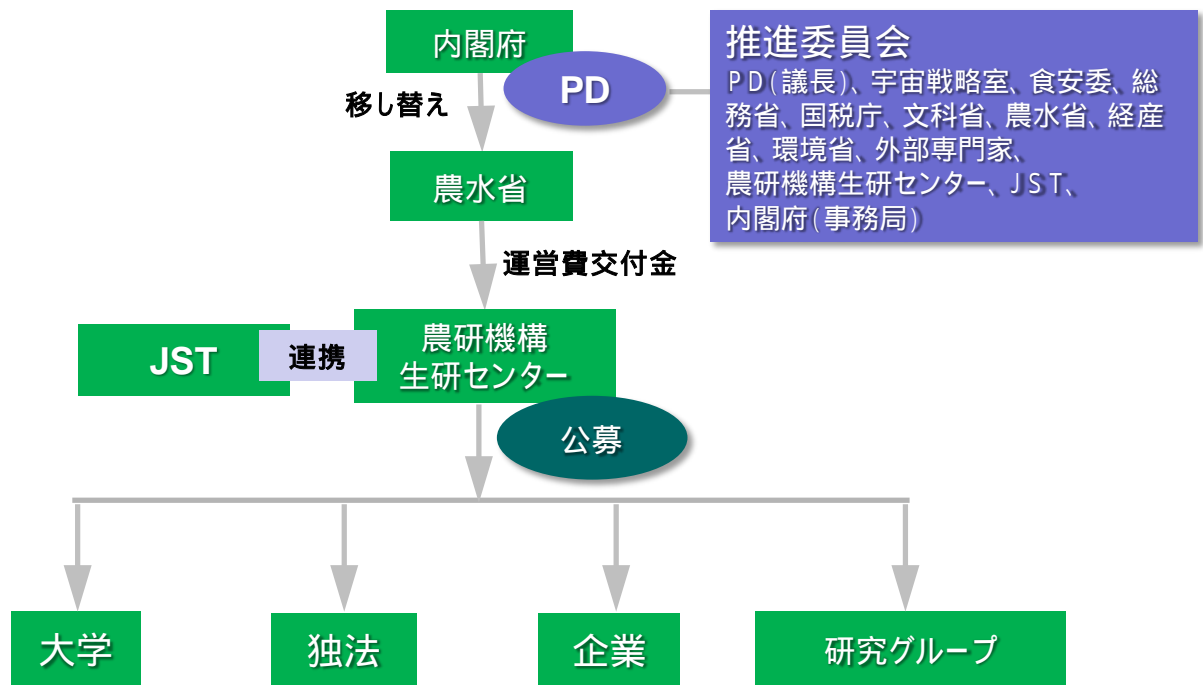 内閣府
PD
推進委員会
PD(議長)、宇宙戦略室、食安委、総
務省、国税庁、文科省、農水省、経産
省、環境省、外部専門家、
農研機構生研センター、JST、
内閣府(事務局)
移し替え
農水省
運営費交付金
JST
連携
農研機構
生研センター
公募
大学
独法
企業
研究グループ